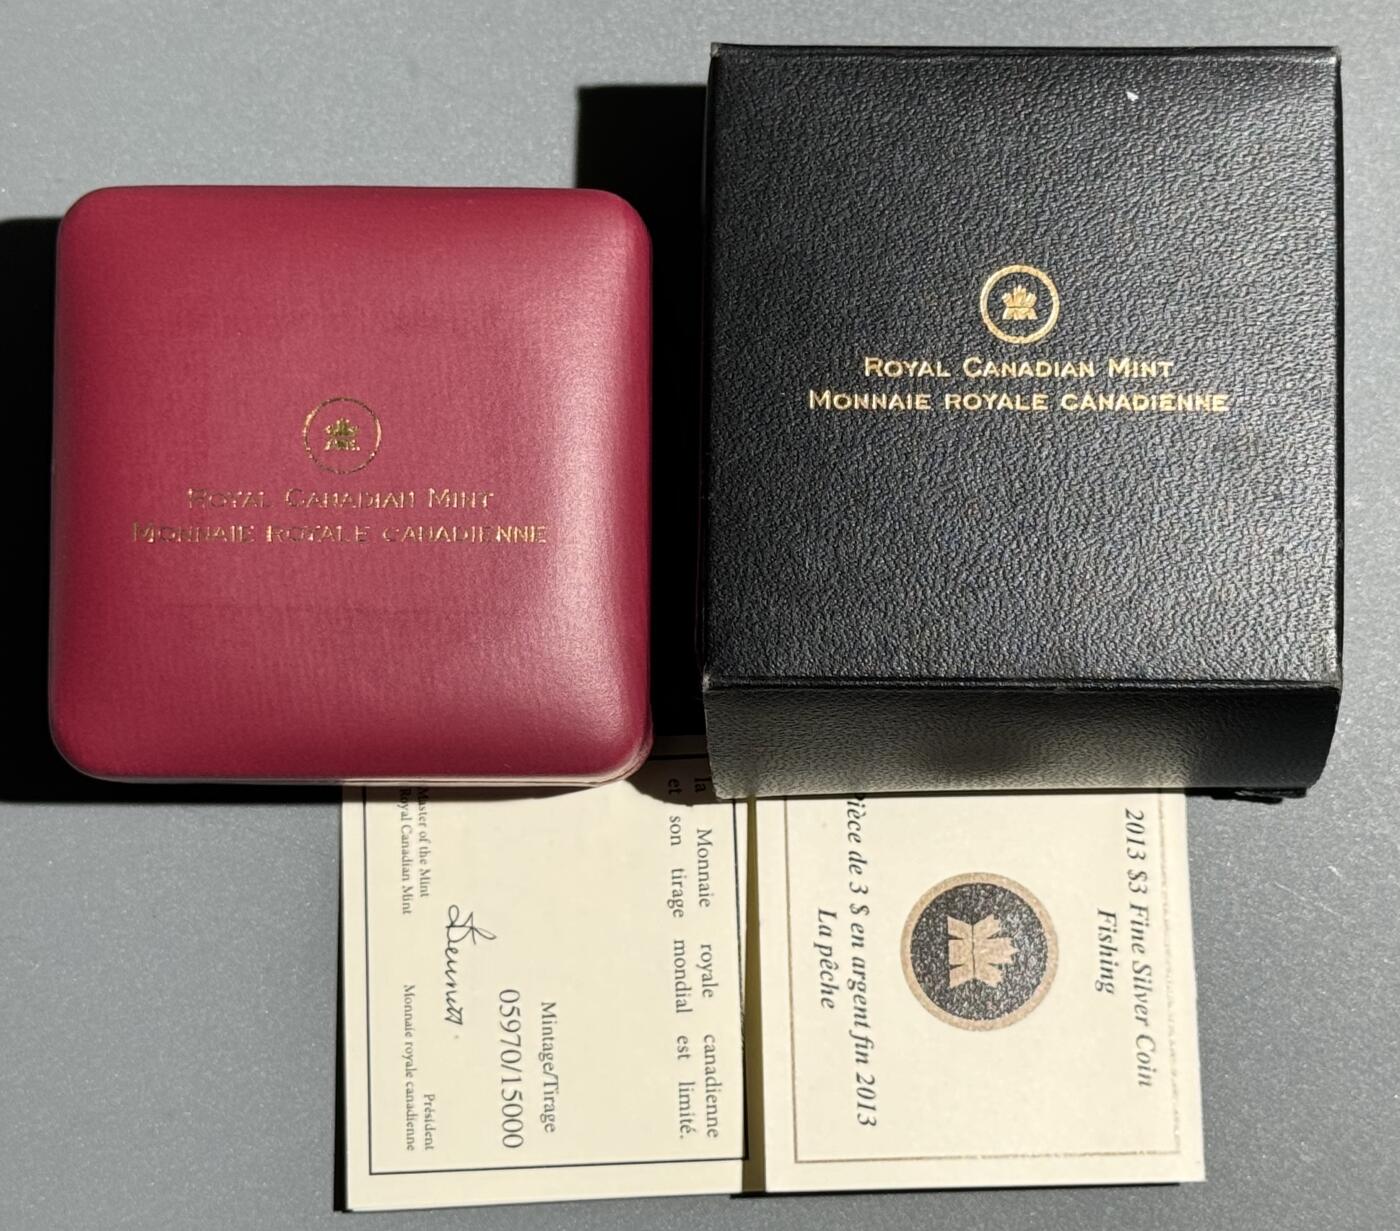 ROYAL CANADIAN MINT
MONNAIE ROYALE CANADIENNE
ROYAL CANADIAN MINT
MONNAIE ROYALE CANADIENNE
2013 $3 Fine Silver Coin
Fishing
Pièce de 3 $ en argent fin 2013
La pêche
la Monnaie royale canadienne
et son tirage mondial est limité.
Mintage/Tirage
05970/15000
Master of the Mint
Royal Canadian Mint
Président
Monnaie royale canadienne